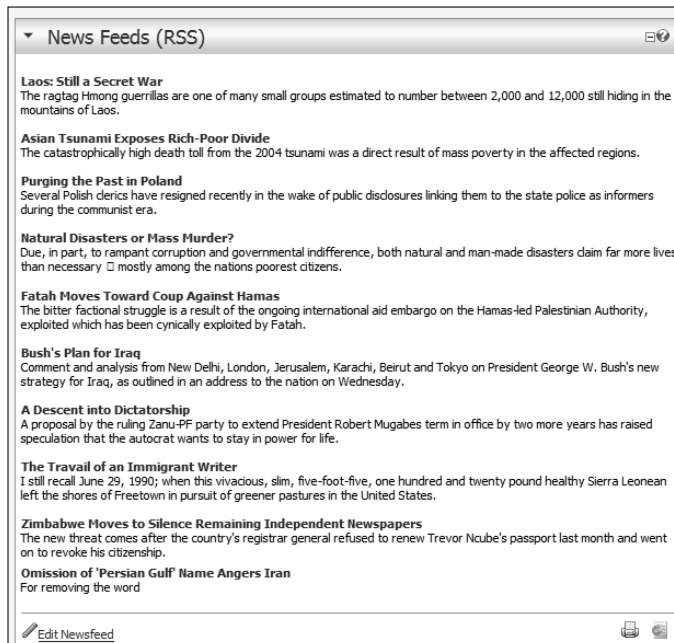 News Feeds (RSS)
Laos: Still a Secret War
The ragtag Hmong guerrillas are one of many small groups estimated to number between 2,000 and 12,000 still hiding in the
mountains of Laos.
Asian Tsunami Exposes Rich-Poor Divide
The catastrophically high death toll from the 2004 tsunami was a direct result of mass poverty in the affected regions.
Purging the Past in Poland
Several Polish clerics have resigned recently in the wake of public disclosures linking them to the state police as informers
during the communist era.
Natural Disasters or Mass Murder?
Due, in part, to rampant corruption and governmental indifference, both natural and man-made disasters claim far more lives
than necessary □ mostly among the nations poorest citizens.
Fatah Moves Toward Coup Against Hamas
The bitter factional struggle is a result of the ongoing international aid embargo on the Hamas-led Palestinian Authority,
exploited which has been cynically exploited by Fatah.
Bush's Plan for Iraq
Comment and analysis from New Delhi, London, Jerusalem, Karachi, Beirut and Tokyo on President George W. Bush's new
strategy for Iraq, as outlined in an address to the nation on Wednesday.
A Descent into Dictatorship
A proposal by the ruling Zanu-PF party to extend President Robert Mugabes term in office by two more years has raised
speculation that the autocrat wants to stay in power for life.
The Travail of an Immigrant Writer
I still recall June 29, 1990; when this vivacious, slim, five-foot-five, one hundred and twenty pound healthy Sierra Leonean
left the shores of Freetown in pursuit of greener pastures in the United States.
Zimbabwe Moves to Silence Remaining Independent Newspapers
The new threat comes after the country's registrar general refused to renew Trevor Ncube's passport last month and went
on to revoke his citizenship.
Omission of 'Persian Gulf' Name Angers Iran
For removing the word
Edit Newsfeed